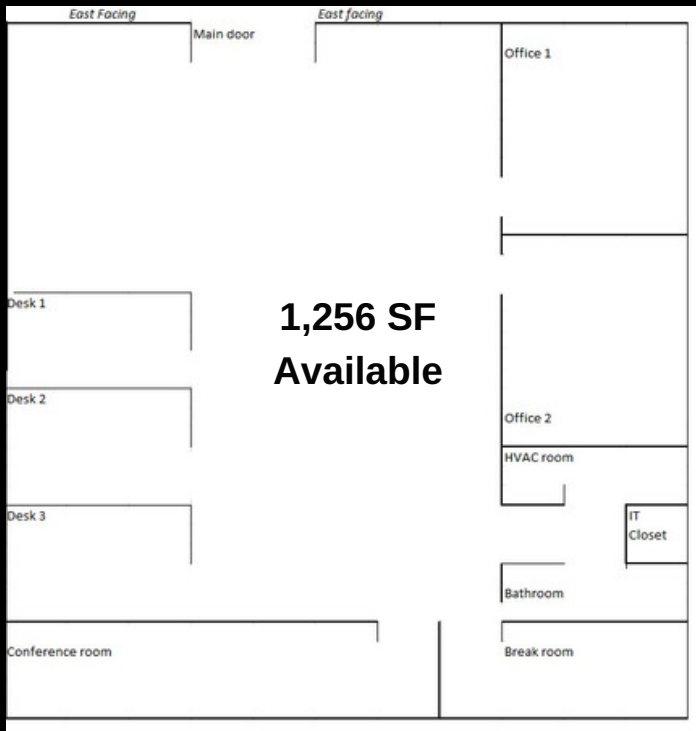 East Facing
East facing
Main door
Office 1
Desk 1
1,256 SF
Available
Desk 2
Office 2
HVAC room
Desk 3
IT
Closet
Bathroom
Conference room
Break room